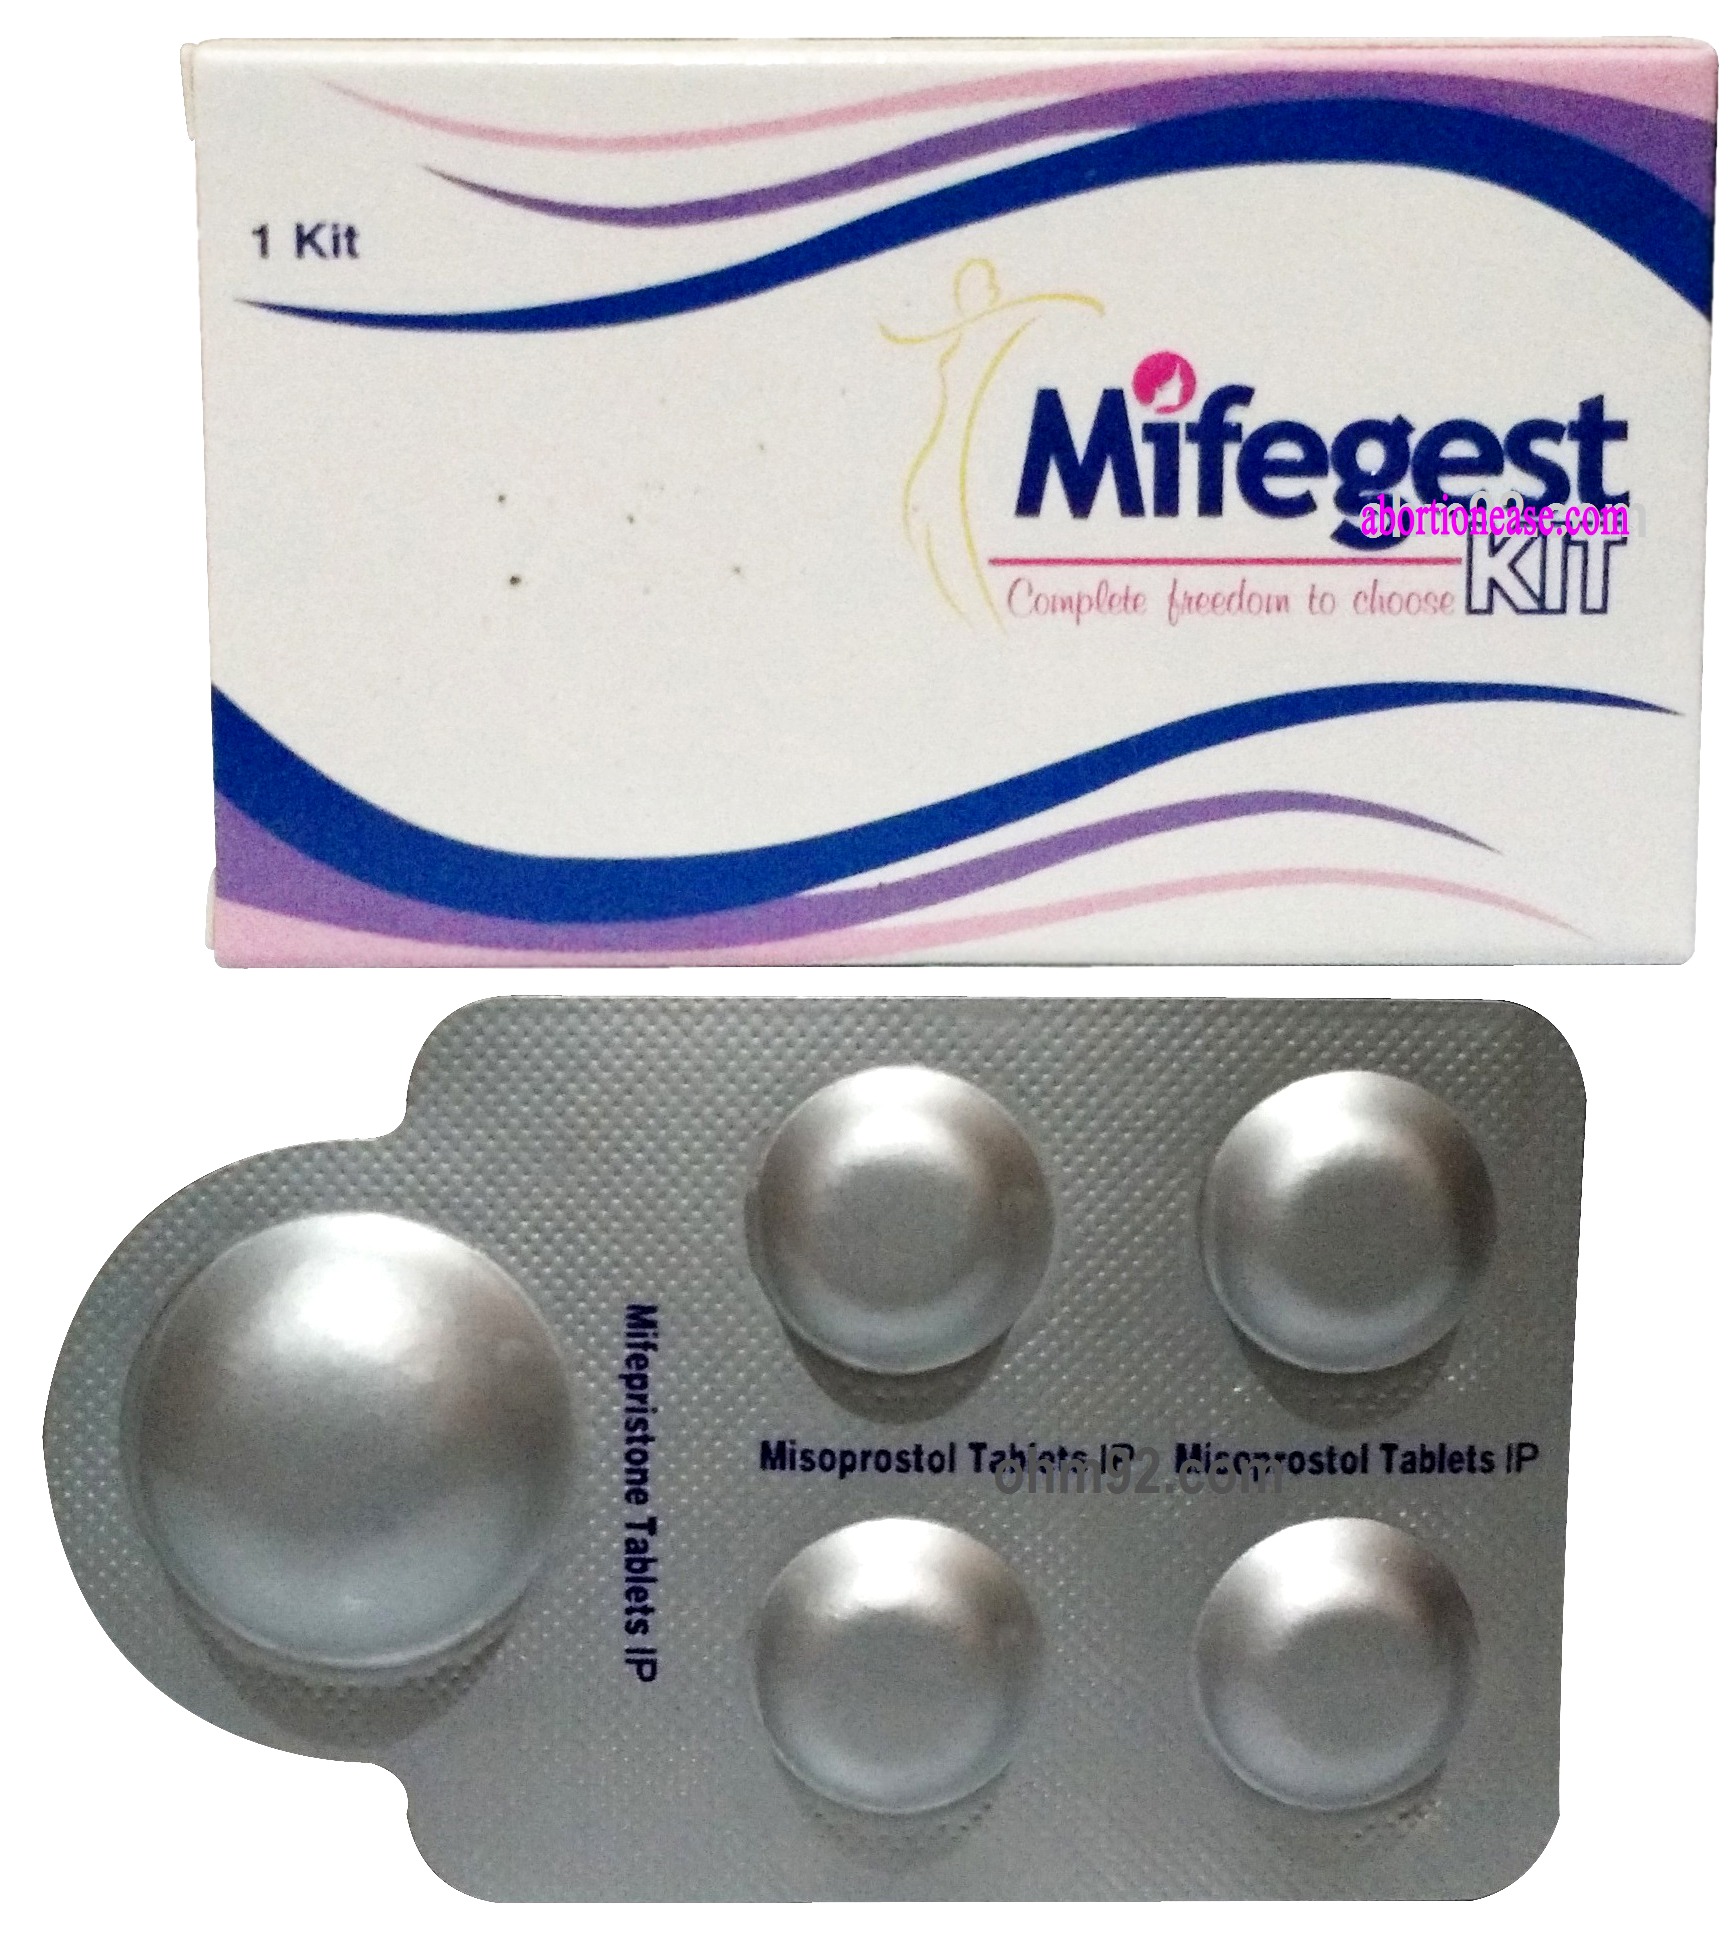 1 Kit
Mifegest
abortionease.com
KIT
Complete freedom to choose
Mifepristone Tablets IP
Misoprostol Tablets IP Misoprostol Tablets IP
ohm92.com